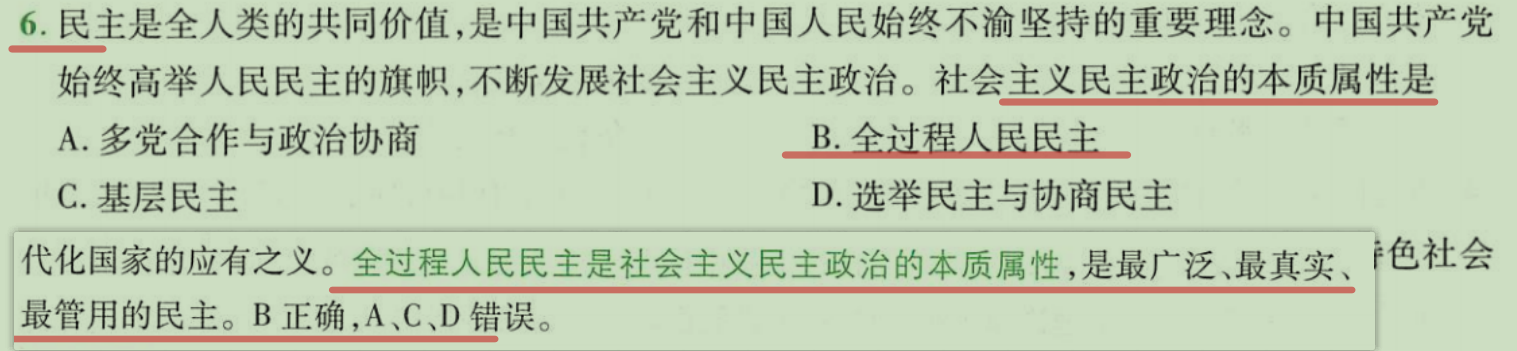 6. 民主是全人类的共同价值,是中国共产党和中国人民始终不渝坚持的重要理念。中国共产党
始终高举人民民主的旗帜,不断发展社会主义民主政治。社会主义民主政治的本质属性是
A. 多党合作与政治协商
B. 全过程人民民主
C. 基层民主
D. 选举民主与协商民主
代化国家的应有之义。全过程人民民主是社会主义民主政治的本质属性,是最广泛、最真实、
色社会
最管用的民主。B 正确,A、C、D 错误。